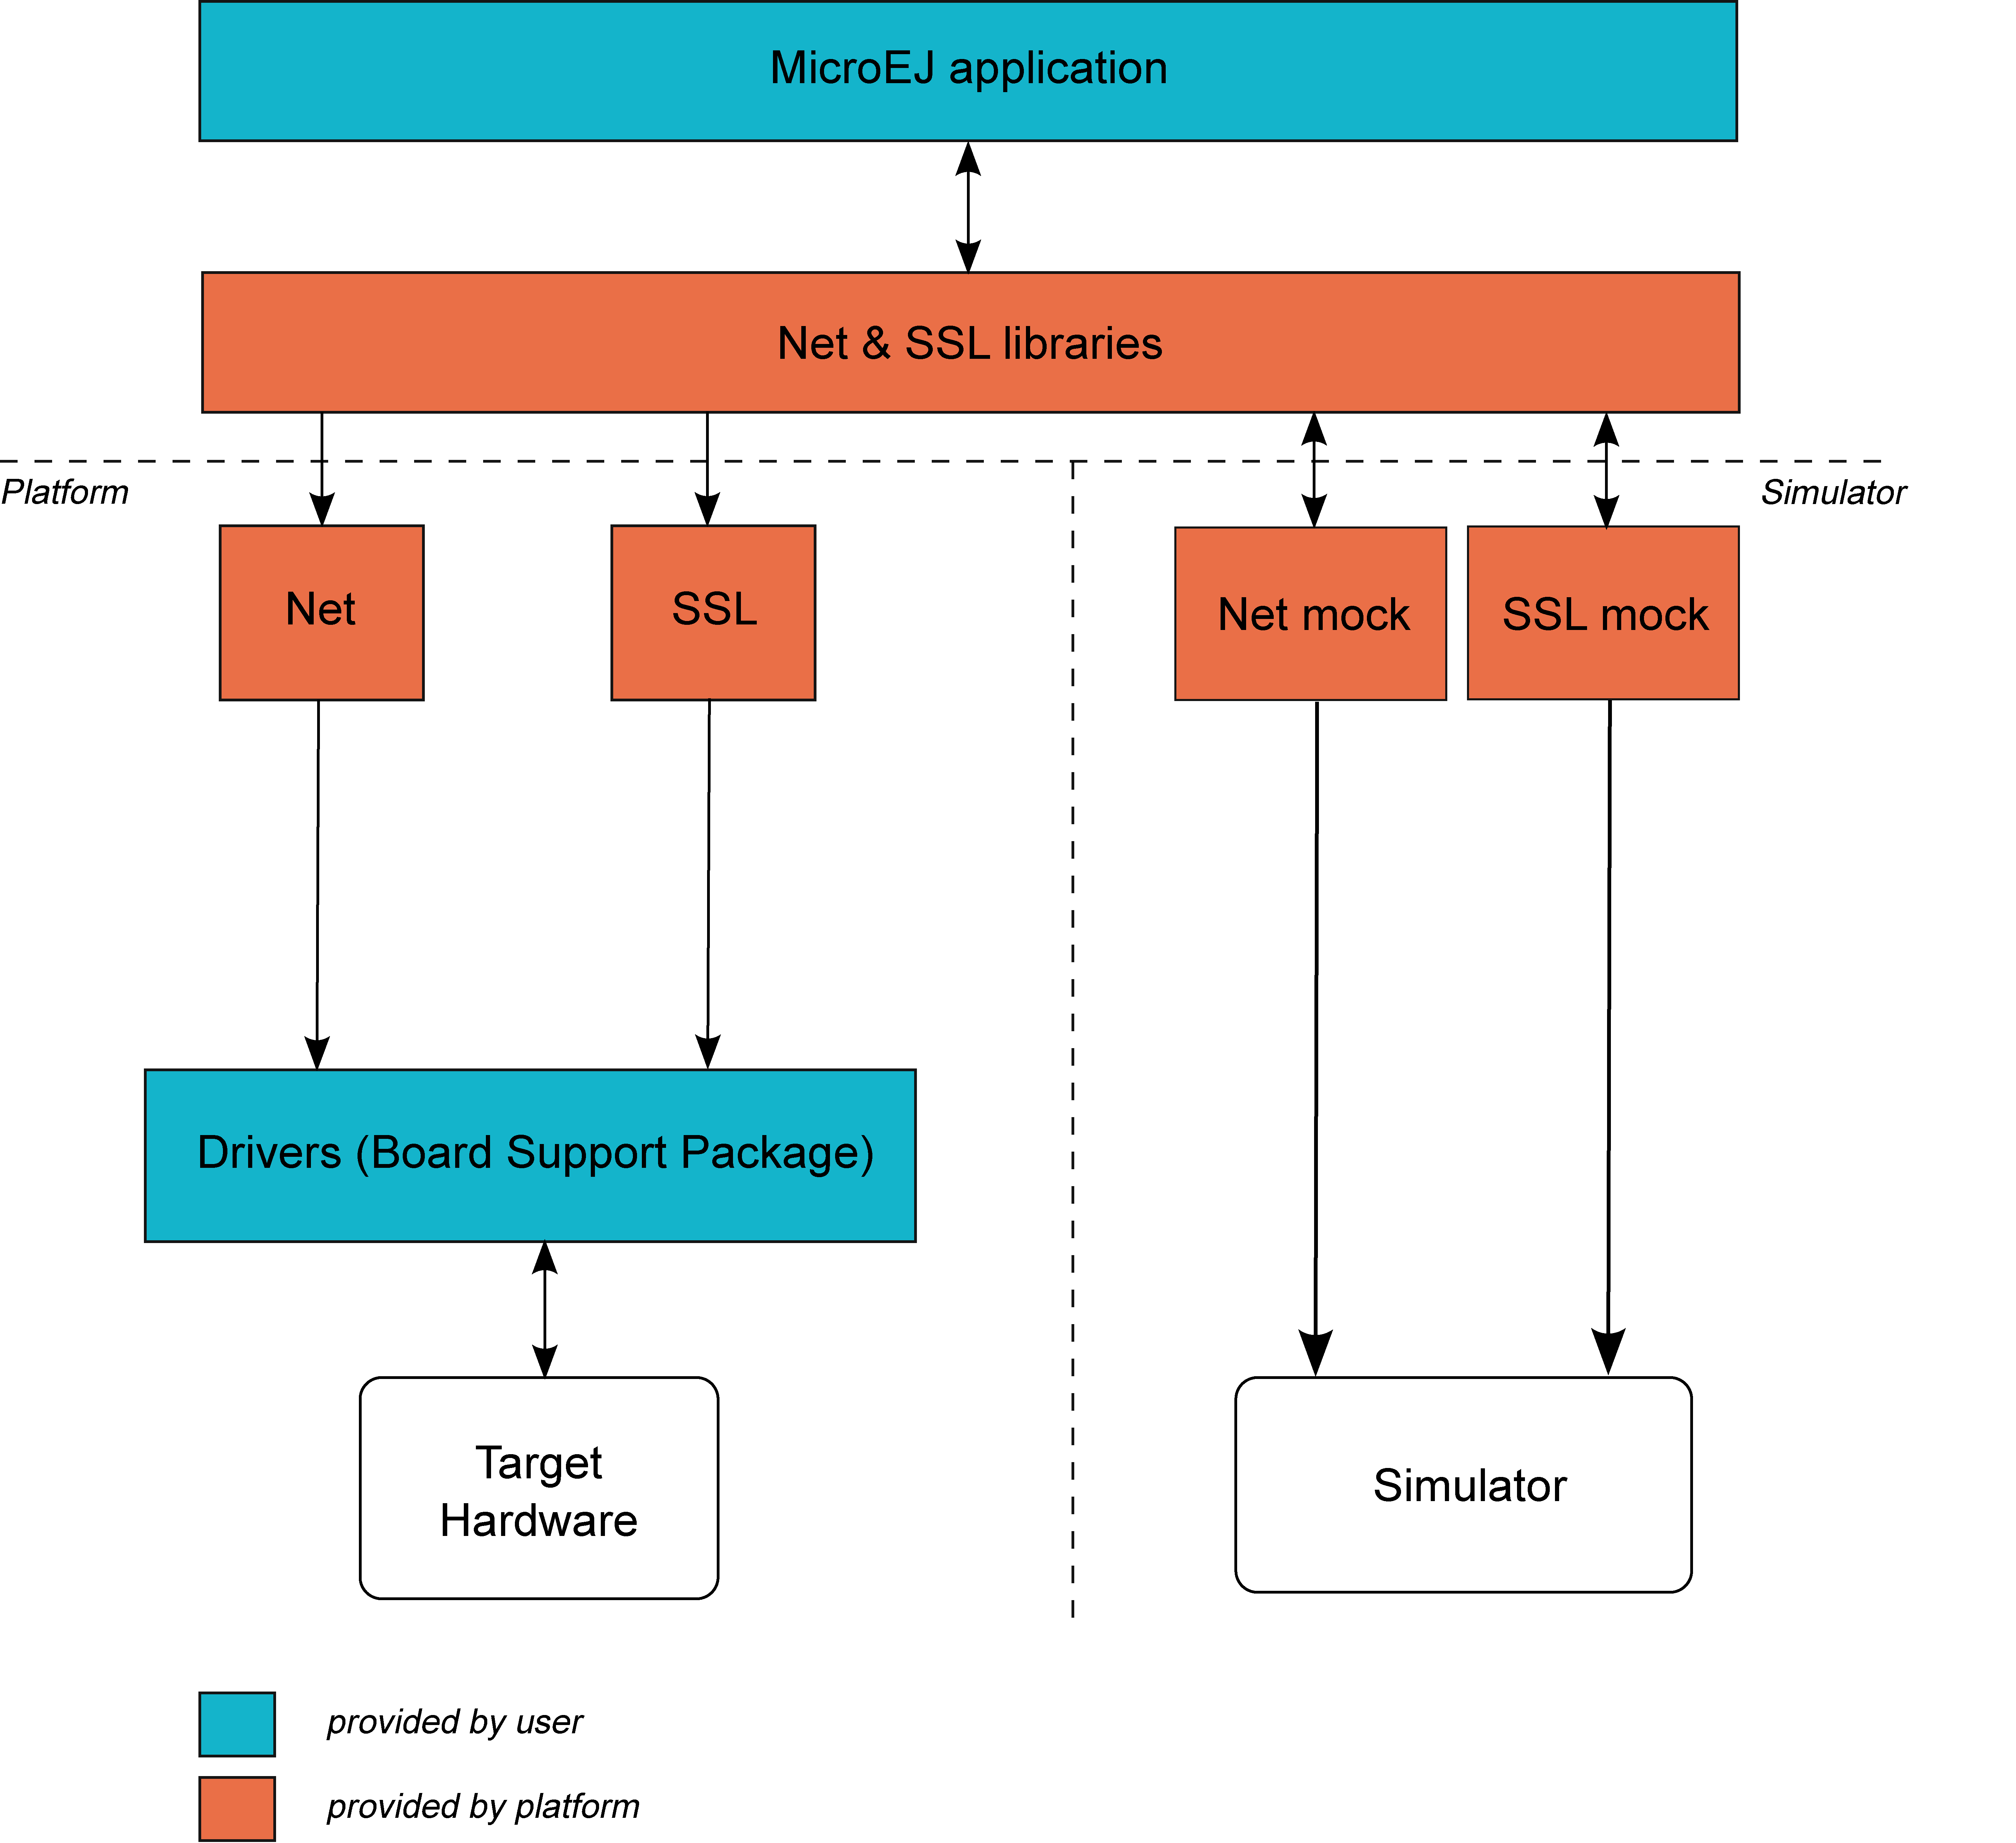 MicroEJ application
Net & SSL libraries
Platform
Simulator
Net
SSL
Net mock
SSL mock
Drivers (Board Support Package)
Target
Hardware
Simulator
provided by user
provided by platform